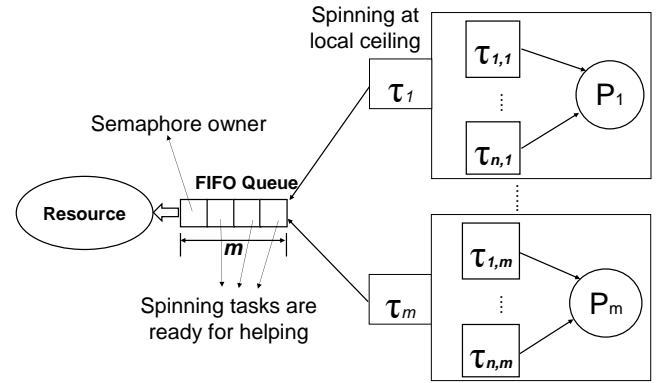 Spinning at
local ceiling
τ1,1
τ1
P1
Semaphore owner
τn,1
FIFO Queue
Resource
m
τ1,m
Spinning tasks are
ready for helping
τm
Pm
τn,m